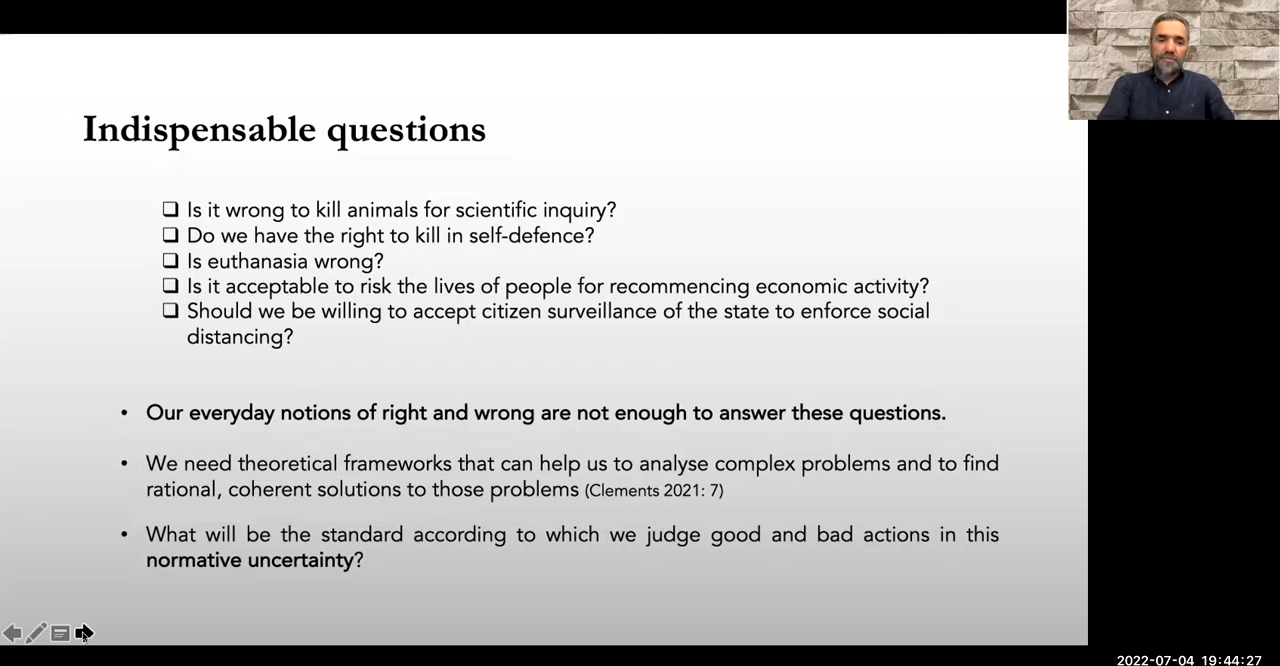 Indispensable questions
❑ Is it wrong to kill animals for scientific inquiry?
❑ Do we have the right to kill in self-defence?
❑ Is euthanasia wrong?
❑ Is it acceptable to risk the lives of people for recommencing economic activity?
❑ Should we be willing to accept citizen surveillance of the state to enforce social
distancing?
• Our everyday notions of right and wrong are not enough to answer these questions.
• We need theoretical frameworks that can help us to analyse complex problems and to find
rational, coherent solutions to those problems (Clements 2021: 7)
• What will be the standard according to which we judge good and bad actions in this
normative uncertainty?
2022-07-04 19:44:27